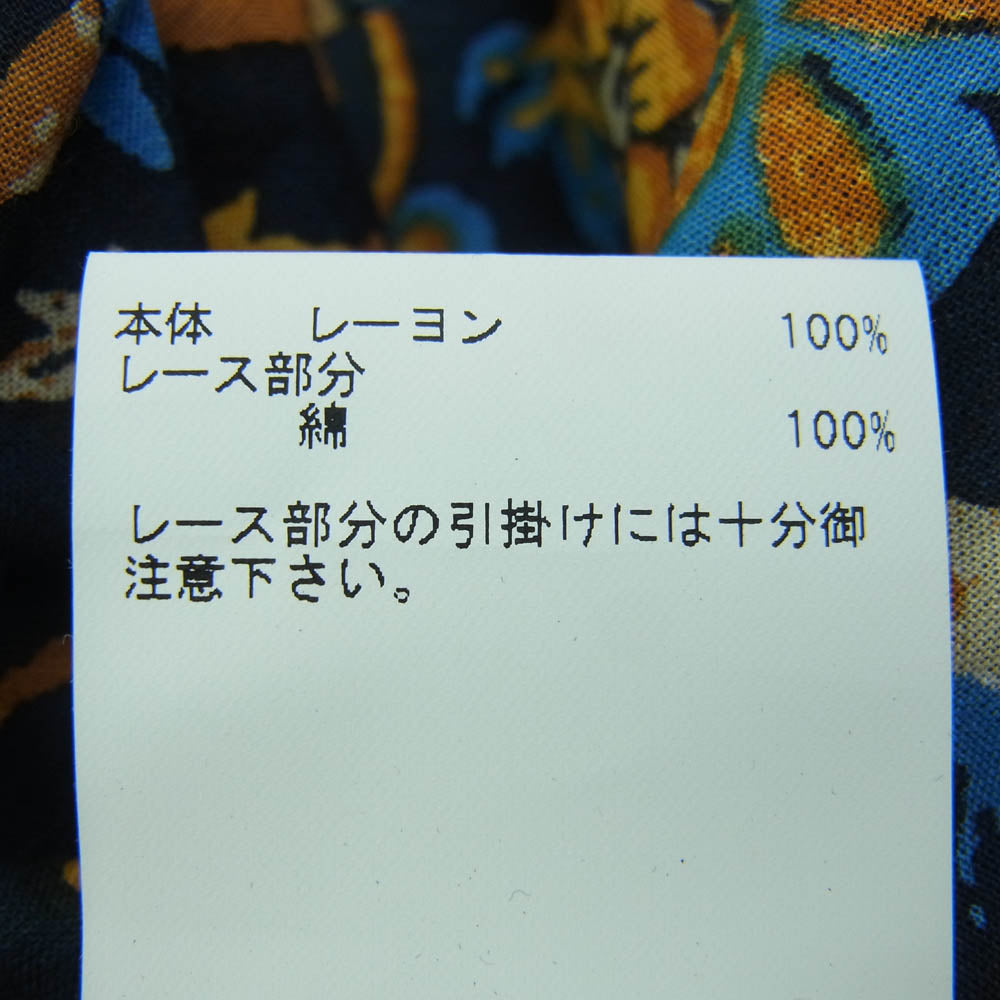 本体　レーヨン　100%
レース部分
綿　100%
レース部分の引掛けには十分御
注意下さい。